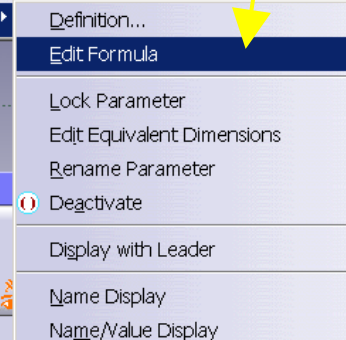 Definition...
Edit Formula
Lock Parameter
Edit Equivalent Dimensions
Rename Parameter
Deactivate
Display with Leader
Name Display
Name/Value Display